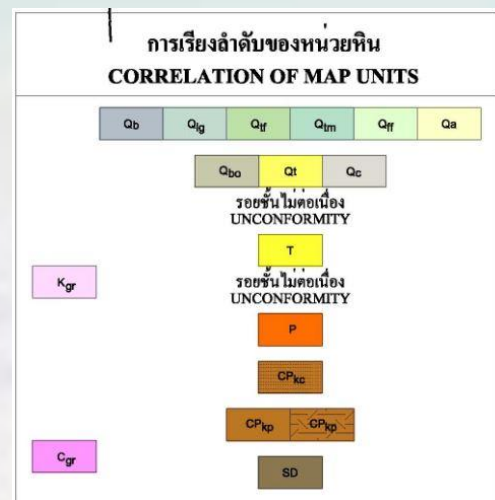 การเรียงลำดับของหน่วยหิน
CORRELATION OF MAP UNITS
Qb Qlg Qtf Qtm Qff Qa
Qbo Qt Qc
รอยชั้นไม่ต่อเนื่อง
UNCONFORMITY
T
Kgr
รอยชั้นไม่ต่อเนื่อง
UNCONFORMITY
P
CPkc
CPkp CPkp
Cgr
SD